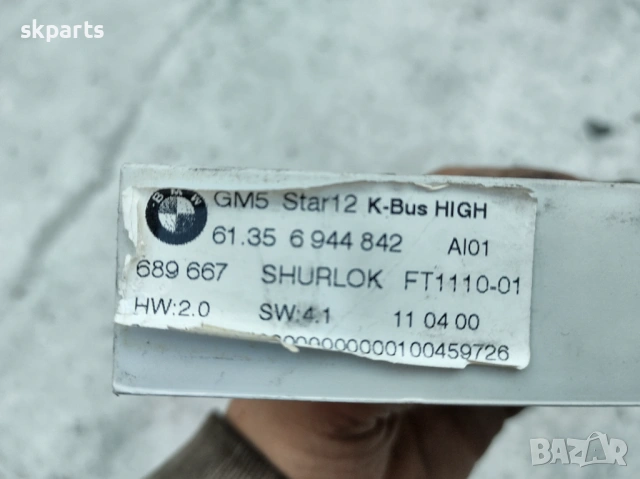 skparts
BMW
GM5 Star12 K-Bus HIGH
61.35 6 944 842 AI01
689 667 SHURLOK FT1110-01
HW:2.0 SW:4.1 11 04 00
BAZAR
bg